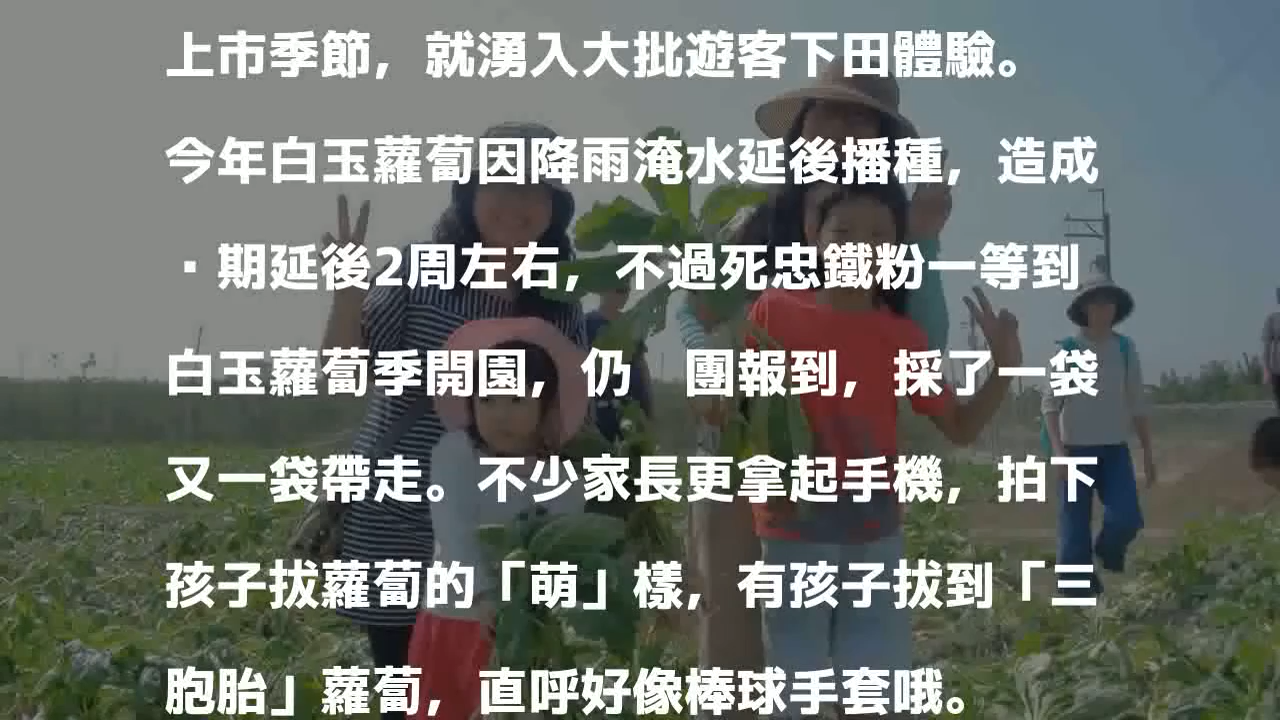 上市季節，就湧入大批遊客下田體驗。
今年白玉蘿蔔因降雨淹水延後播種，造成
·期延後2周左右，不過死忠鐵粉一等到
白玉蘿蔔季開園，仍　團報到，採了一袋
又一袋帶走。不少家長更拿起手機，拍下
孩子拔蘿蔔的「萌」樣，有孩子拔到「三
胞胎」蘿蔔，直呼好像棒球手套哦。